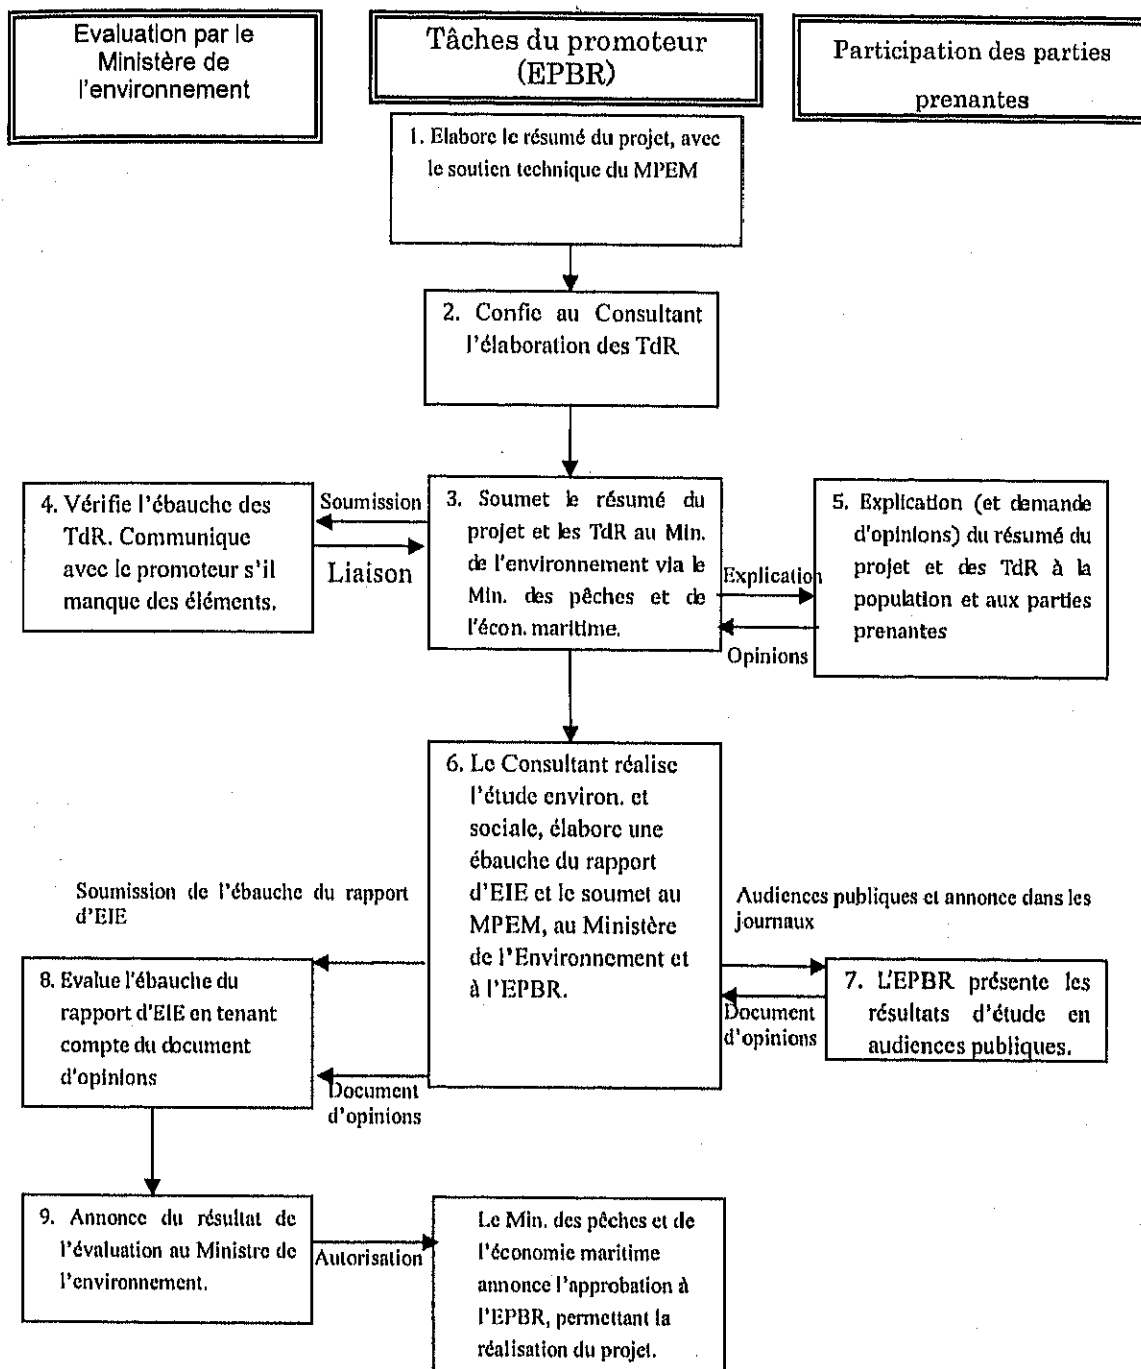 Evaluation par le
Ministère de
l'environnement
Tâches du promoteur
(EPBR)
Participation des parties
prenantes
1. Elabore le résumé du projet, avec
le soutien technique du MPEM
2. Confie au Consultant
l'élaboration des TdR
4. Vérifie l'ébauche des
TdR. Communique
avec le promoteur s'il
manque des éléments.
Soumission
Liaison
3. Soumet le résumé du
projet et les TdR au Min.
de l'environnement via le
Min. des pêches et de
l'écon. maritime.
Explication
Opinions
5. Explication (et demande
d'opinions) du résumé du
projet et des TdR à la
population et aux parties
prenantes
6. Le Consultant réalise
l'étude environ. et
sociale, élabore une
ébauche du rapport
d'EIE et le soumet au
MPEM, au Ministère
de l'Environnement et
à l'EPBR.
Soumission de l'ébauche du rapport
d'EIE
Audiences publiques et annonce dans les
journaux
8. Evalue l'ébauche du
rapport d'EIE en tenant
compte du document
d'opinions
Document
d'opinions
7. L'EPBR présente les
résultats d'étude en
audiences publiques.
Document
d'opinions
9. Annonce du résultat de
l'évaluation au Ministre de
l'environnement.
Autorisation
Le Min. des pêches et de
l'économie maritime
annonce l'approbation à
l'EPBR, permettant la
réalisation du projet.